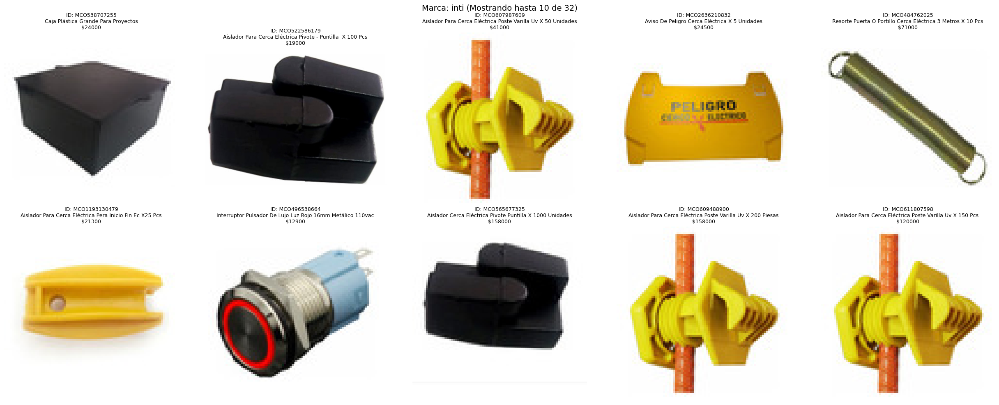 Marca: inti (Mostrando hasta 10 de 32)
ID: MCO538707255
Caja Plástica Grande Para Proyectos
$24000
ID: MCO522586179
Aislador Para Cerca Eléctrica Pivote - Puntilla  X 100 Pcs
$19000
ID: MCO607987609
Aislador Para Cerca Eléctrica Poste Varilla Uv X 50 Unidades
$41000
ID: MCO2636210832
Aviso De Peligro Cerca Eléctrica X 5 Unidades
$24500
PELIGRO
CERCO ELECTRICO
ID: MCO484762025
Resorte Puerta O Portillo Cerca Eléctrica 3 Metros X 10 Pcs
$71000
ID: MCO1193130479
Aislador Para Cerca Eléctrica Pera Inicio Fin Ec X25 Pcs
$21300
ID: MCO496538664
Interruptor Pulsador De Lujo Luz Rojo 16mm Metálico 110vac
$12900
ID: MCO565677325
Aislador Cerca Eléctrica Pivote Puntilla X 1000 Unidades
$158000
ID: MCO609488900
Aislador Para Cerca Eléctrica Poste Varilla Uv X 200 Piesas
$158000
ID: MCO611807598
Aislador Para Cerca Eléctrica Poste Varilla Uv X 150 Pcs
$120000